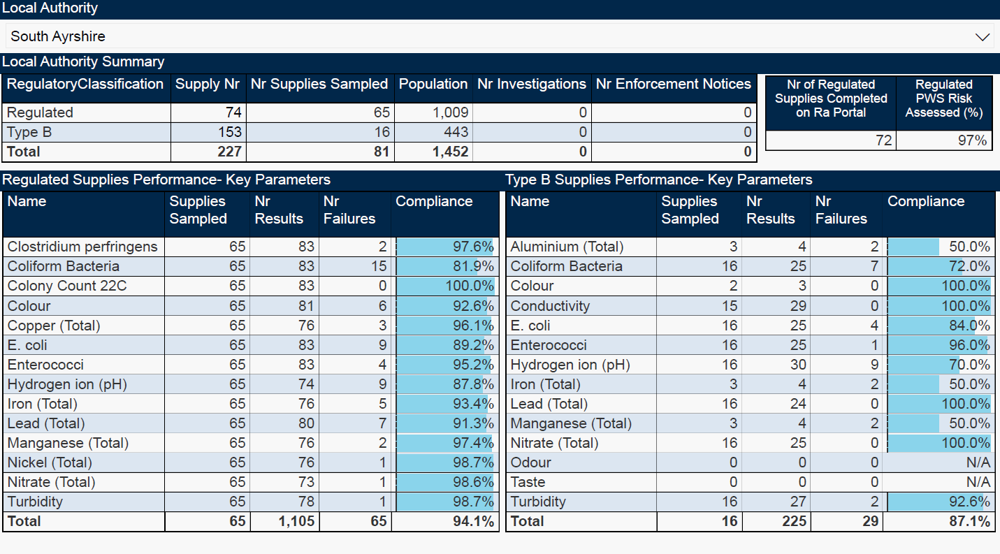 Local Authority
South Ayrshire
Local Authority Summary
RegulatoryClassification Supply Nr Nr Supplies Sampled Population Nr Investigations Nr Enforcement Notices
Regulated 74 65 1,009 0 0
Type B 153 16 443 0 0
Total 227 81 1,452 0 0
Nr of Regulated Regulated
Supplies Completed PWS Risk
on Ra Portal Assessed (%)
72 97%
Regulated Supplies Performance- Key Parameters
Name Supplies Nr Nr Compliance
Sampled Results Failures
Clostridium perfringens 65 83 2 97.6%
Coliform Bacteria 65 83 15 81.9%
Colony Count 22C 65 83 0 100.0%
Colour 65 81 6 92.6%
Copper (Total) 65 76 3 96.1%
E. coli 65 83 9 89.2%
Enterococci 65 83 4 95.2%
Hydrogen ion (pH) 65 74 9 87.8%
Iron (Total) 65 76 5 93.4%
Lead (Total) 65 80 7 91.3%
Manganese (Total) 65 76 2 97.4%
Nickel (Total) 65 76 1 98.7%
Nitrate (Total) 65 73 1 98.6%
Turbidity 65 78 1 98.7%
Total 65 1,105 65 94.1%
Type B Supplies Performance- Key Parameters
Name Supplies Nr Nr Compliance
Sampled Results Failures
Aluminium (Total) 3 4 2 50.0%
Coliform Bacteria 16 25 7 72.0%
Colour 2 3 0 100.0%
Conductivity 15 29 0 100.0%
E. coli 16 25 4 84.0%
Enterococci 16 25 1 96.0%
Hydrogen ion (pH) 16 30 9 70.0%
Iron (Total) 3 4 2 50.0%
Lead (Total) 16 24 0 100.0%
Manganese (Total) 3 4 2 50.0%
Nitrate (Total) 16 25 0 100.0%
Odour 0 0 0 N/A
Taste 0 0 0 N/A
Turbidity 16 27 2 92.6%
Total 16 225 29 87.1%